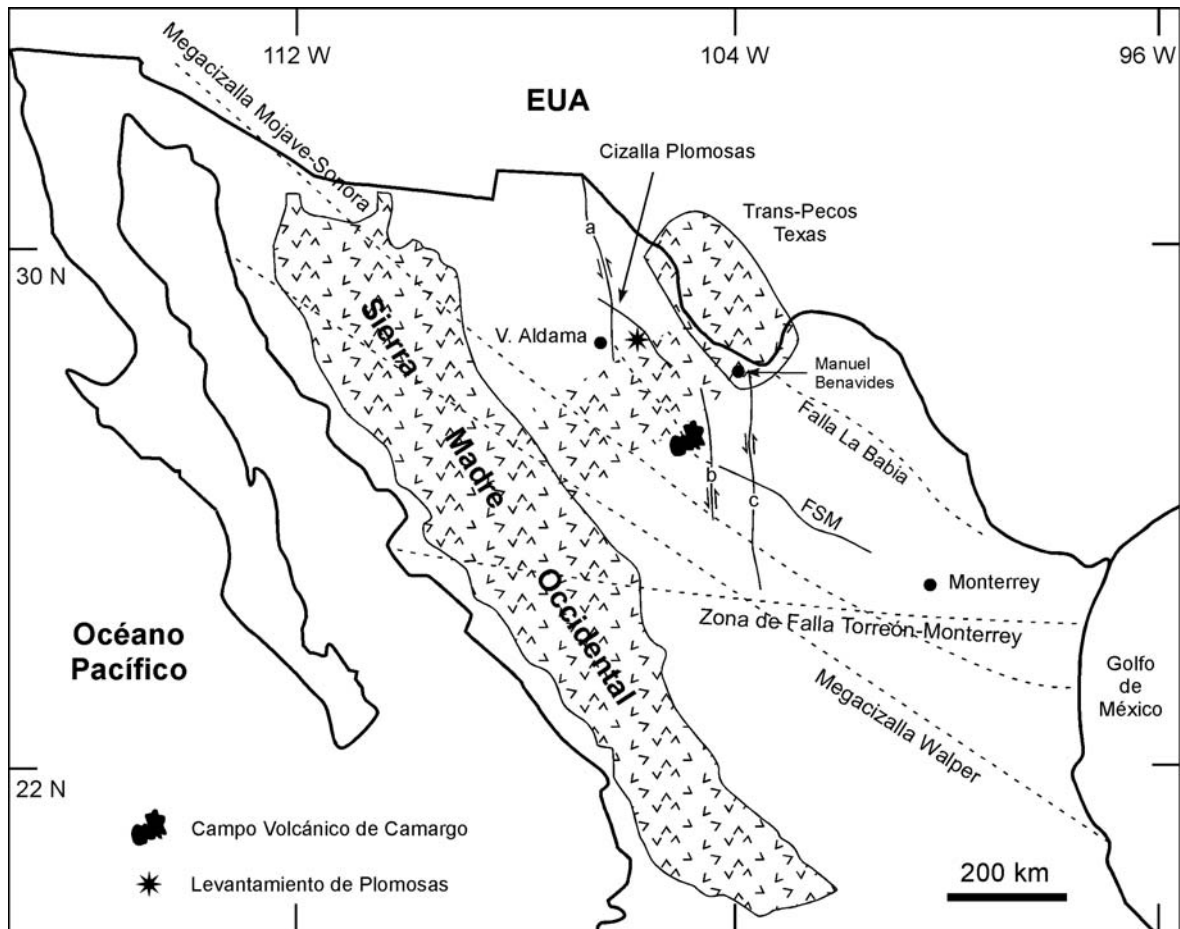 112 W
104 W
96 W
Megacizalla Mojave-Sonora
EUA
Cizalla Plomosas
Trans-Pecos
Texas
a
30 N
V. Aldama
Manuel
Benavides
Sierra
Madre
Occidental
Falla La Babia
b
c
FSM
Monterrey
Zona de Falla Torreón-Monterrey
Océano
Pacífico
Golfo
de
México
Megacizalla Walper
22 N
Campo Volcánico de Camargo
Levantamiento de Plomosas
200 km